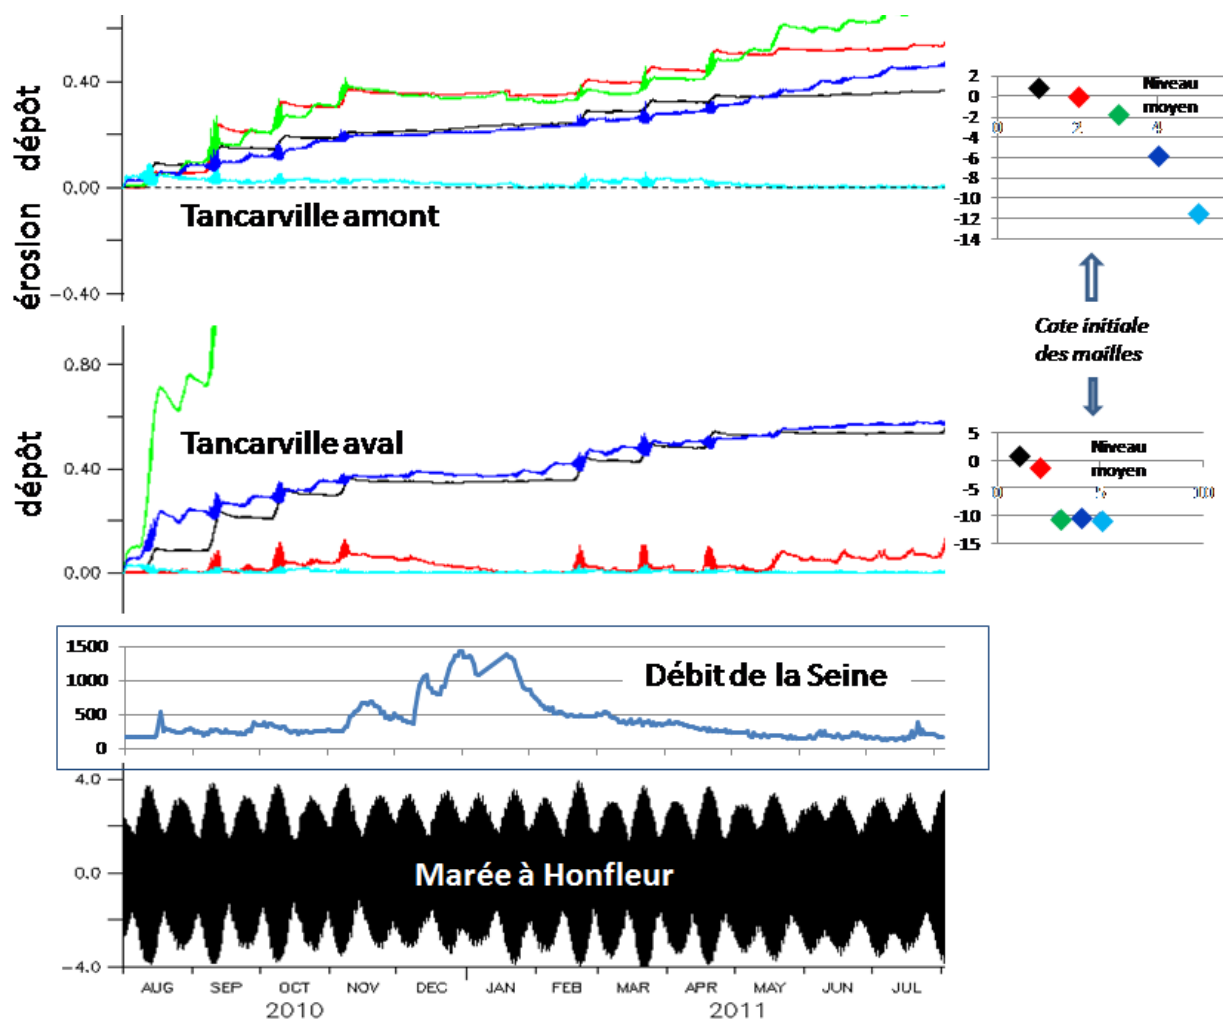 dépôt
érosion
0.40
0.00
-0.40
Tancarville amont
2
0
-2
-4
-6
-8
-10
-12
-14
Niveau
moyen
Cote initiale
des mailles
dépôt
0.80
0.40
0.00
Tancarville aval
5
0
-5
-10
-15
Niveau
moyen
1500
1000
500
0
Débit de la Seine
4.0
0.0
-4.0
Marée à Honfleur
AUG SEP OCT NOV DEC JAN FEB MAR APR MAY JUN JUL
2010 2011